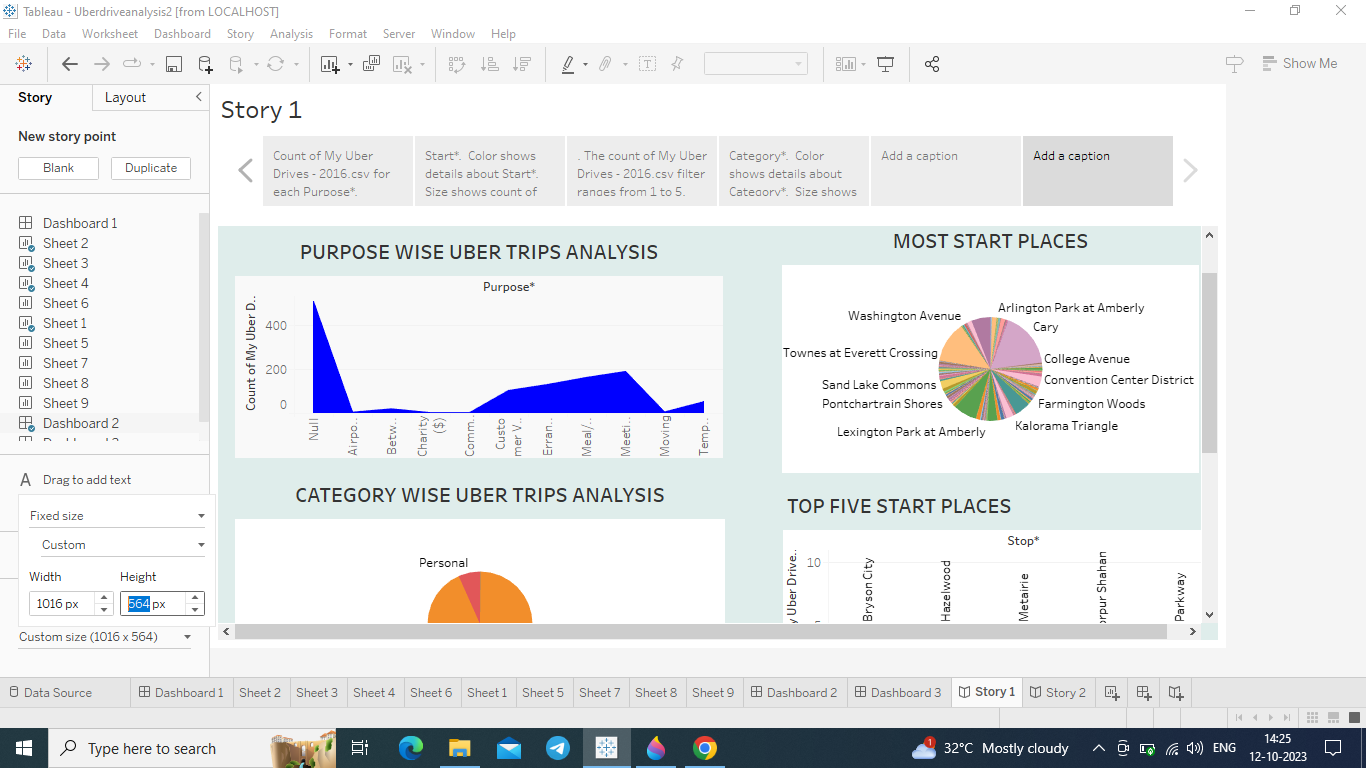 Tableau - Uberdriveanalysis2 [from LOCALHOST]
File Data Worksheet Dashboard Story Analysis Format Server Window Help
Show Me
Story Layout
New story point
Blank Duplicate
Dashboard 1
Sheet 2
Sheet 3
Sheet 4
Sheet 6
Sheet 1
Sheet 5
Sheet 7
Sheet 8
Sheet 9
Dashboard 2
A Drag to add text
Fixed size
Custom
Width Height
1016 px 564 px
Custom size (1016 x 564)
Story 1
Count of My Uber
Drives - 2016.csv for
each Purpose*.
Start*. Color shows
details about Start*.
Size shows count of
. The count of My Uber
Drives - 2016.csv filter
ranges from 1 to 5.
Category*. Color
shows details about
Category*. Size shows
Add a caption
Add a caption
PURPOSE WISE UBER TRIPS ANALYSIS
Purpose*
Count of My Uber D..
400
200
0
Null
Airpo..
Betw..
Charity
($)
Comm..
Custo
mer V..
Erran..
Meal/..
Meeti..
Moving
Temp..
MOST START PLACES
Arlington Park at Amberly
Washington Avenue
Cary
Townes at Everett Crossing
College Avenue
Sand Lake Commons
Convention Center District
Pontchartrain Shores
Farmington Woods
Lexington Park at Amberly
Kalorama Triangle
CATEGORY WISE UBER TRIPS ANALYSIS
Personal
TOP FIVE START PLACES
Stop*
y Uber Drive..
10
Bryson City
Hazelwood
Metairie
orpur Shahan
Parkway
Data Source Dashboard 1 Sheet 2 Sheet 3 Sheet 4 Sheet 6 Sheet 1 Sheet 5 Sheet 7 Sheet 8 Sheet 9 Dashboard 2 Dashboard 3 Story 1 Story 2
Type here to search
1
32°C Mostly cloudy
ENG
14:25
12-10-2023